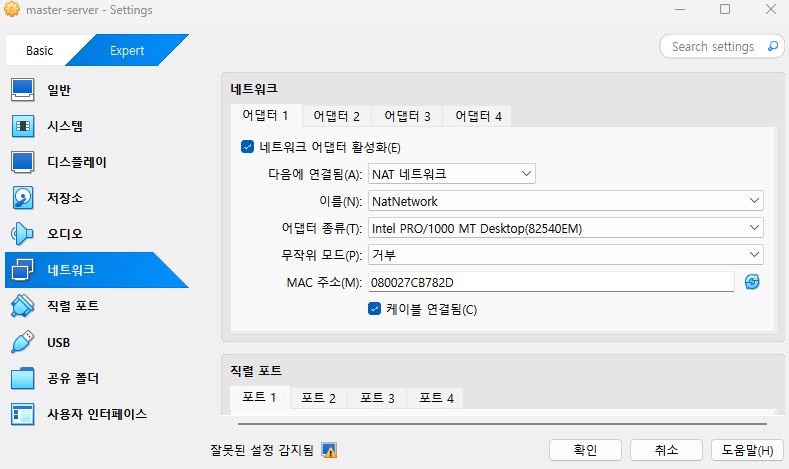 master-server - Settings
Basic
Expert
Search settings
일반
시스템
디스플레이
저장소
오디오
네트워크
직렬 포트
USB
공유 폴더
사용자 인터페이스
네트워크
어댑터 1 어댑터 2 어댑터 3 어댑터 4
네트워크 어댑터 활성화(E)
다음에 연결됨(A): NAT 네트워크
이름(N): NatNetwork
어댑터 종류(T): Intel PRO/1000 MT Desktop(82540EM)
무작위 모드(P): 거부
MAC 주소(M): 080027CB782D
케이블 연결됨(C)
직렬 포트
포트 1 포트 2 포트 3 포트 4
잘못된 설정 감지됨
확인 취소 도움말(H)